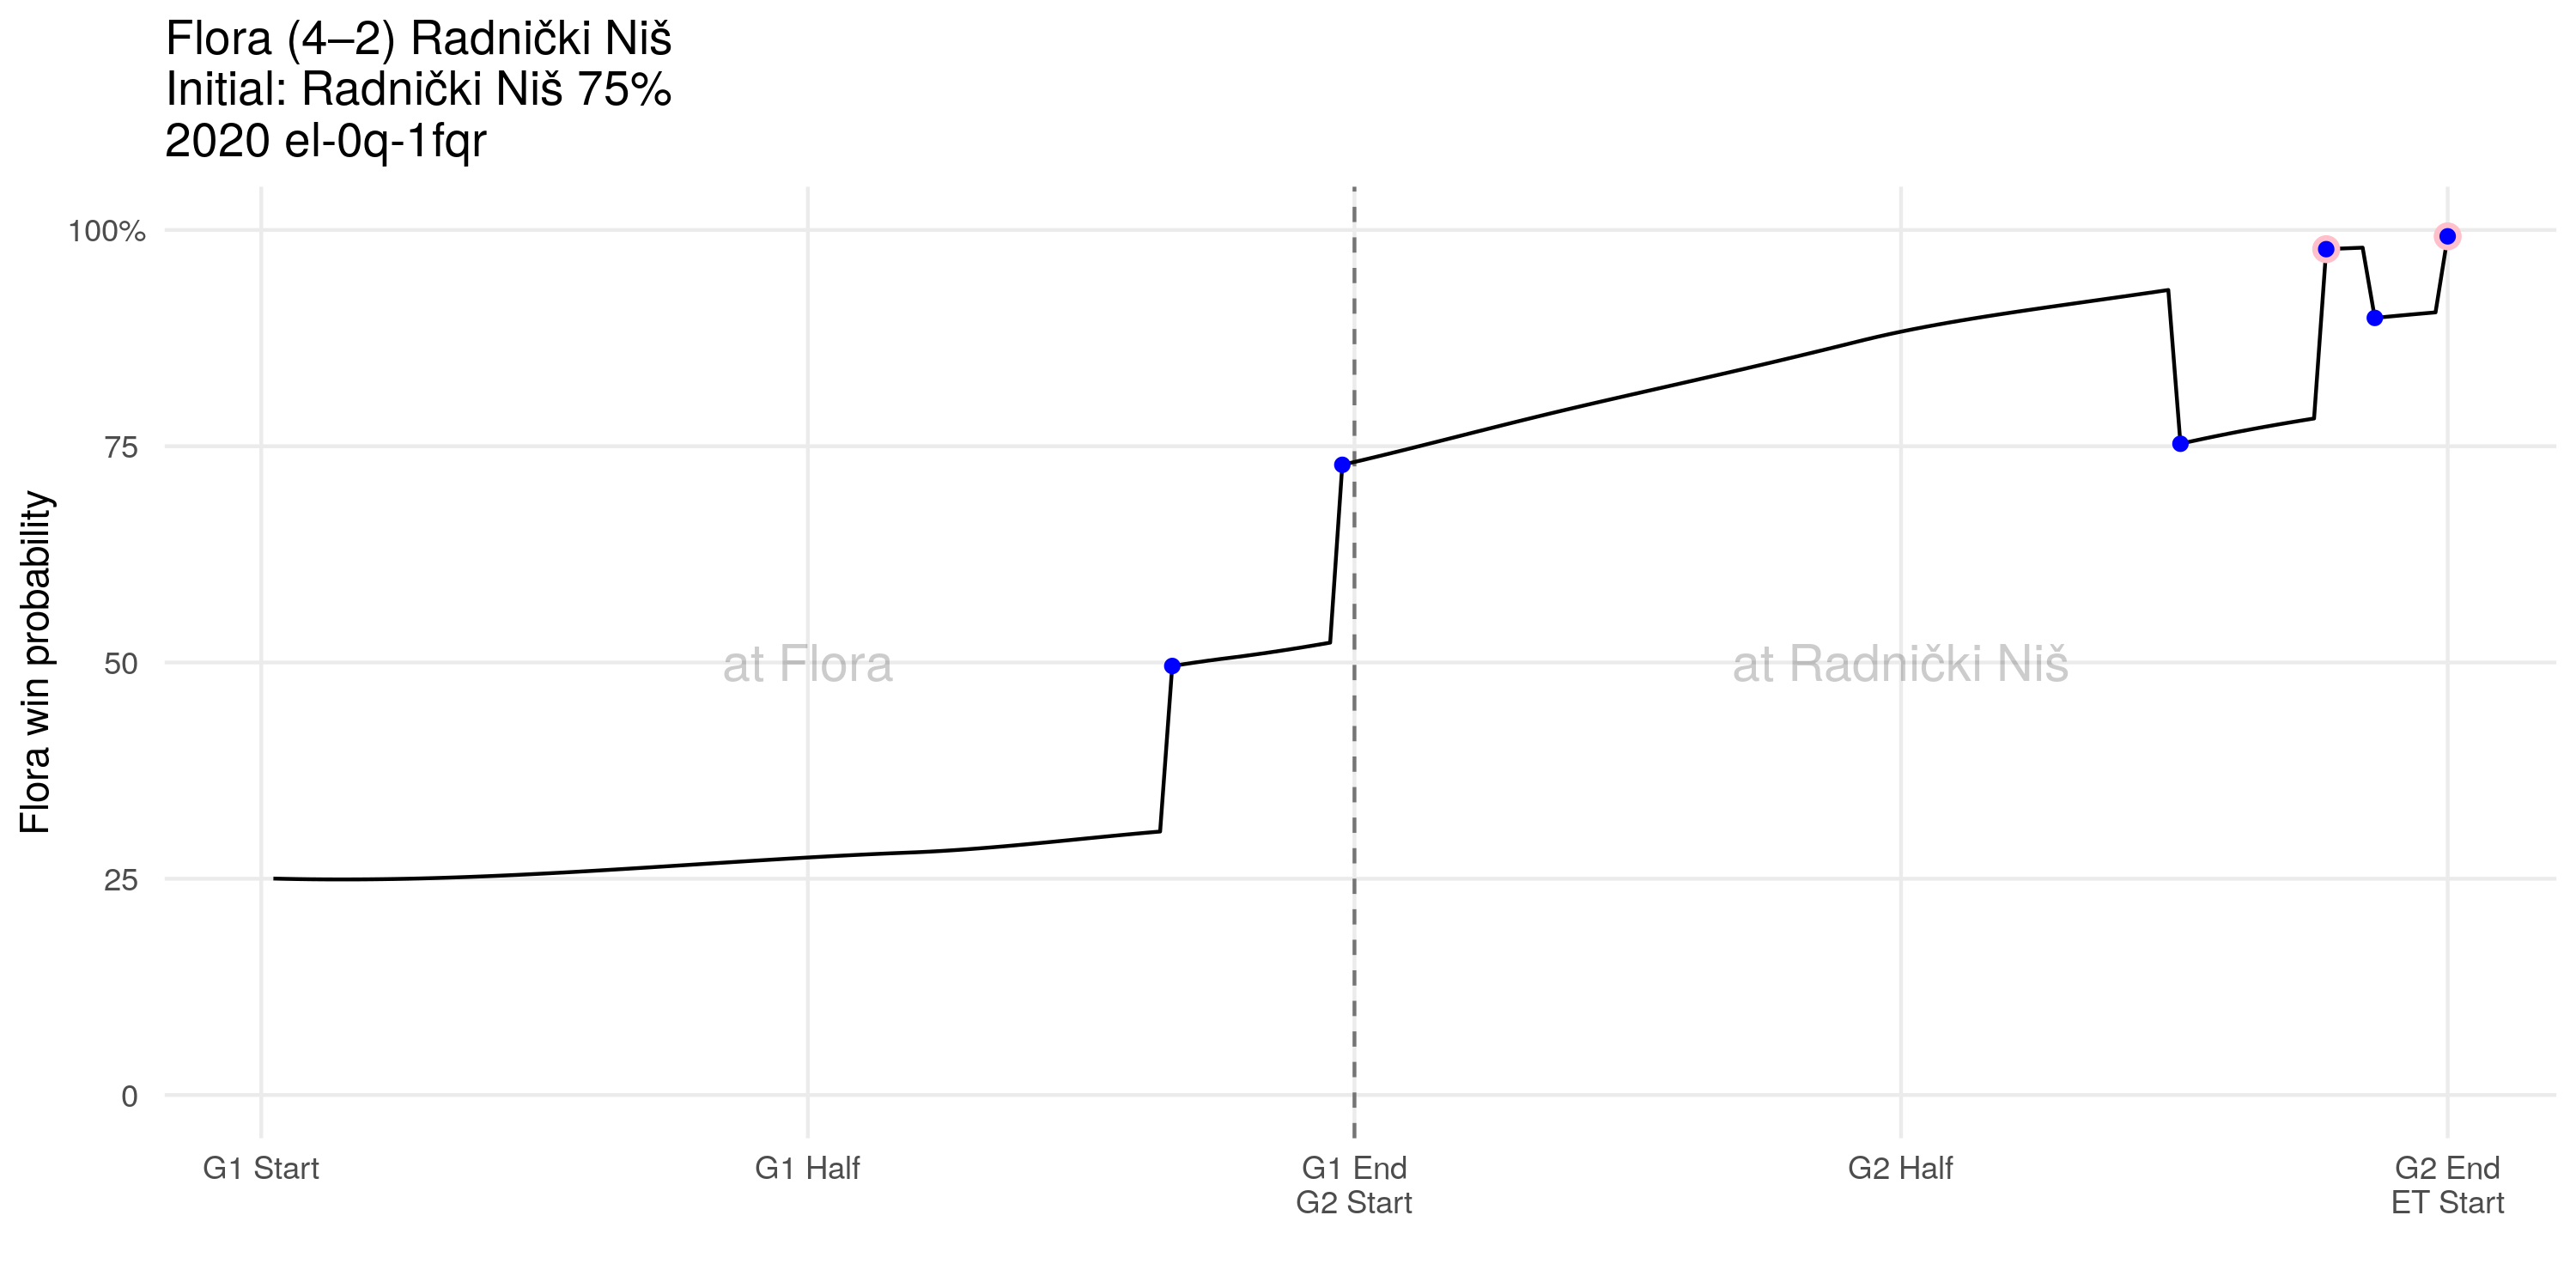 Flora (4–2) Radnički Niš
Initial: Radnički Niš 75%
2020 el-0q-1fqr
Flora win probability
100%
75
50
25
0
at Flora
at Radnički Niš
G1 Start
G1 Half
G1 End
G2 Start
G2 Half
G2 End
ET Start